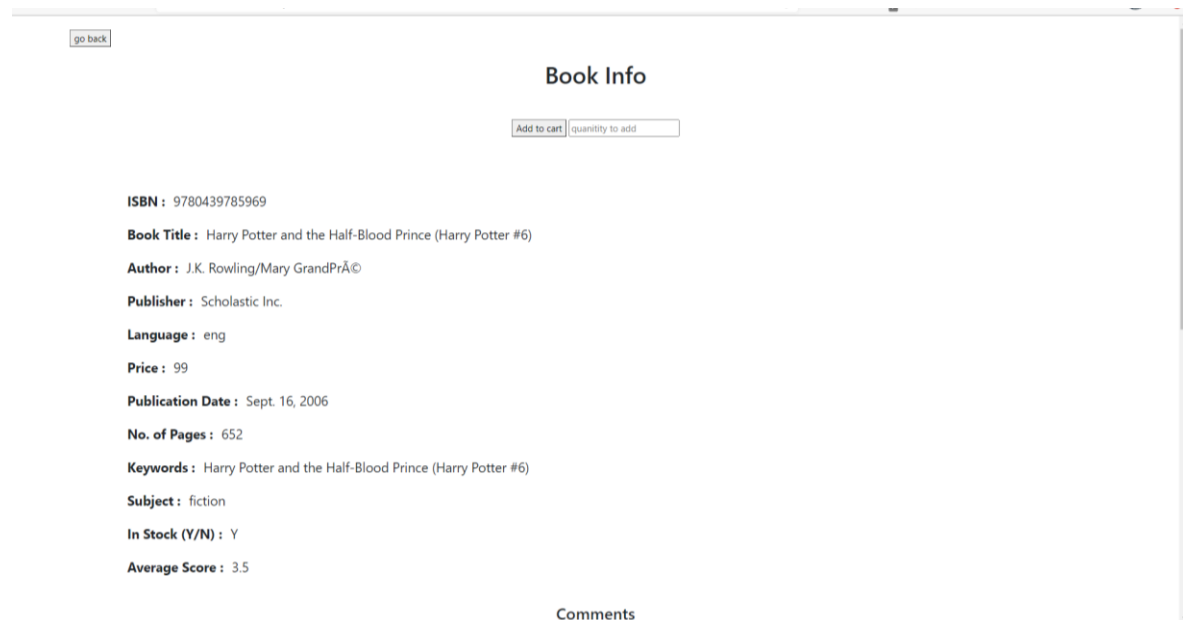 go back
Book Info
Add to cart quanitity to add
ISBN : 9780439785969
Book Title : Harry Potter and the Half-Blood Prince (Harry Potter #6)
Author : J.K. Rowling/Mary GrandPrÃ©
Publisher : Scholastic Inc.
Language : eng
Price : 99
Publication Date : Sept. 16, 2006
No. of Pages : 652
Keywords : Harry Potter and the Half-Blood Prince (Harry Potter #6)
Subject : fiction
In Stock (Y/N) : Y
Average Score : 3.5
Comments